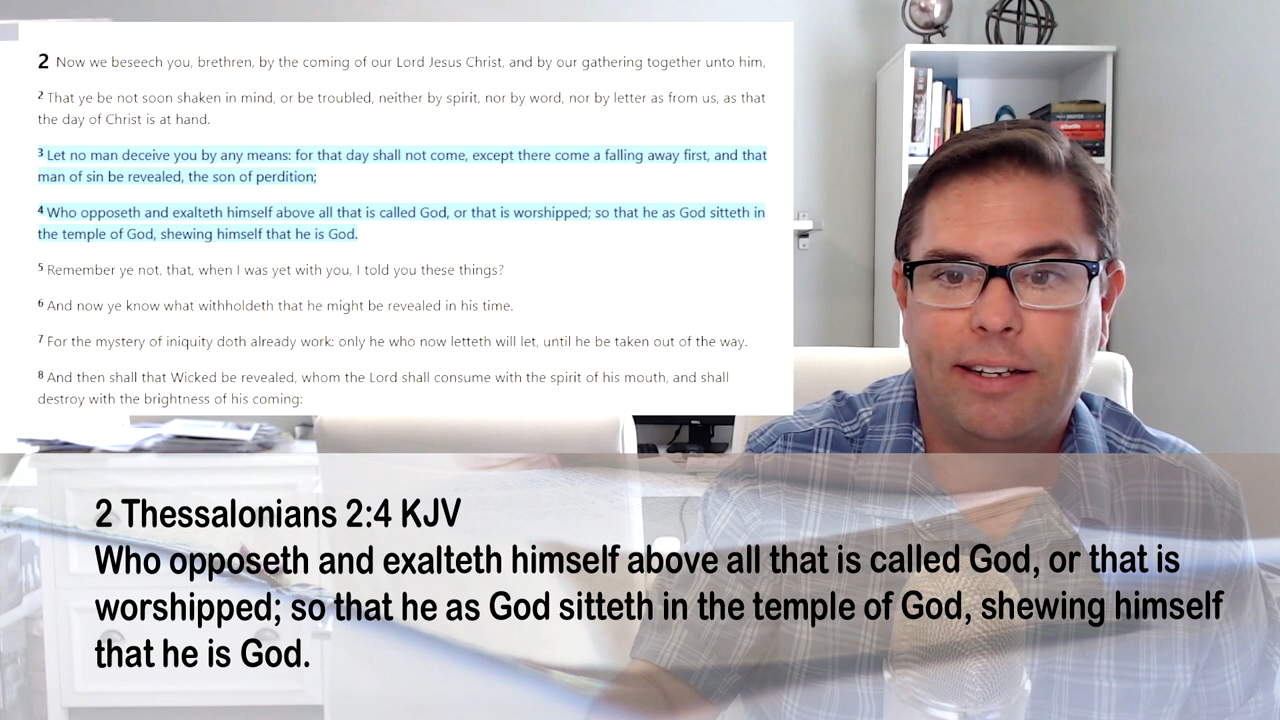 2 Now we beseech you, brethren, by the coming of our Lord Jesus Christ, and by our gathering together unto him,
2 That ye be not soon shaken in mind, or be troubled, neither by spirit, nor by word, nor by letter as from us, as that
the day of Christ is at hand.
3 Let no man deceive you by any means: for that day shall not come, except there come a falling away first, and that
man of sin be revealed, the son of perdition;
4 Who opposeth and exalteth himself above all that is called God, or that is worshipped; so that he as God sitteth in
the temple of God, shewing himself that he is God.
5 Remember ye not, that, when I was yet with you, I told you these things?
6 And now ye know what withholdeth that he might be revealed in his time.
7 For the mystery of iniquity doth already work: only he who now letteth will let, until he be taken out of the way.
8 And then shall that Wicked be revealed, whom the Lord shall consume with the spirit of his mouth, and shall
destroy with the brightness of his coming:
2 Thessalonians 2:4 KJV
Who opposeth and exalteth himself above all that is called God, or that is
worshipped; so that he as God sitteth in the temple of God, shewing himself
that he is God.